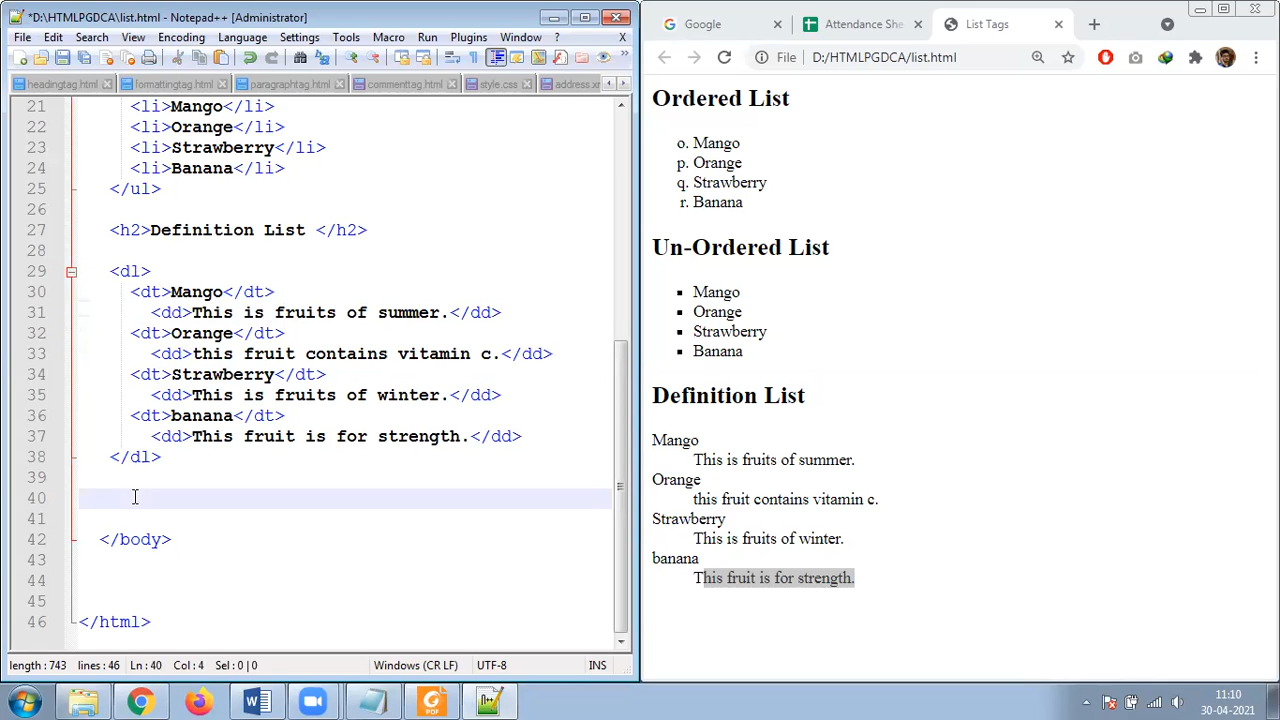 *D:\HTMLPGDCA\list.html - Notepad++ [Administrator]
File Edit Search View Encoding Language Settings Tools Macro Run Plugins Window ? X
headingtag.html formattingtag.html paragraphtag.html commenttag.html style.css address.
21 <li>Mango</li>
22 <li>Orange</li>
23 <li>Strawberry</li>
24 <li>Banana</li>
25 </ul>
26
27 <h2>Definition List </h2>
28
29 <dl>
30 <dt>Mango</dt>
31 <dd>This is fruits of summer.</dd>
32 <dt>Orange</dt>
33 <dd>this fruit contains vitamin c.</dd>
34 <dt>Strawberry</dt>
35 <dd>This is fruits of winter.</dd>
36 <dt>banana</dt>
37 <dd>This fruit is for strength.</dd>
38 </dl>
39
40
41
42 </body>
43
44
45
46 </html>
length : 743 lines : 46 Ln : 40 Col : 4 Sel : 0 | 0 Windows (CR LF) UTF-8 INS
Google Attendance She List Tags
File D:/HTMLPGDCA/list.html
Ordered List
o. Mango
p. Orange
q. Strawberry
r. Banana
Un-Ordered List
Mango
Orange
Strawberry
Banana
Definition List
Mango
This is fruits of summer.
Orange
this fruit contains vitamin c.
Strawberry
This is fruits of winter.
banana
This fruit is for strength.
PDF
11:10
30-04-2021